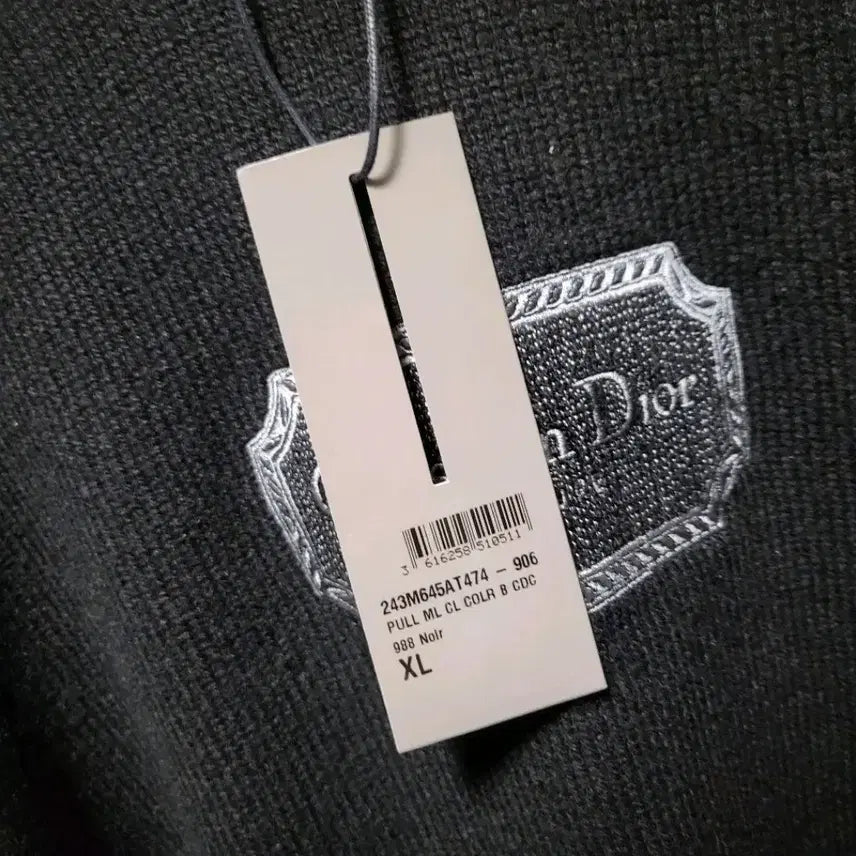 n Dior
3 616258 510511
243M645AT474 - 906
PULL ML CL COLR B CDC
988 Noir
XL